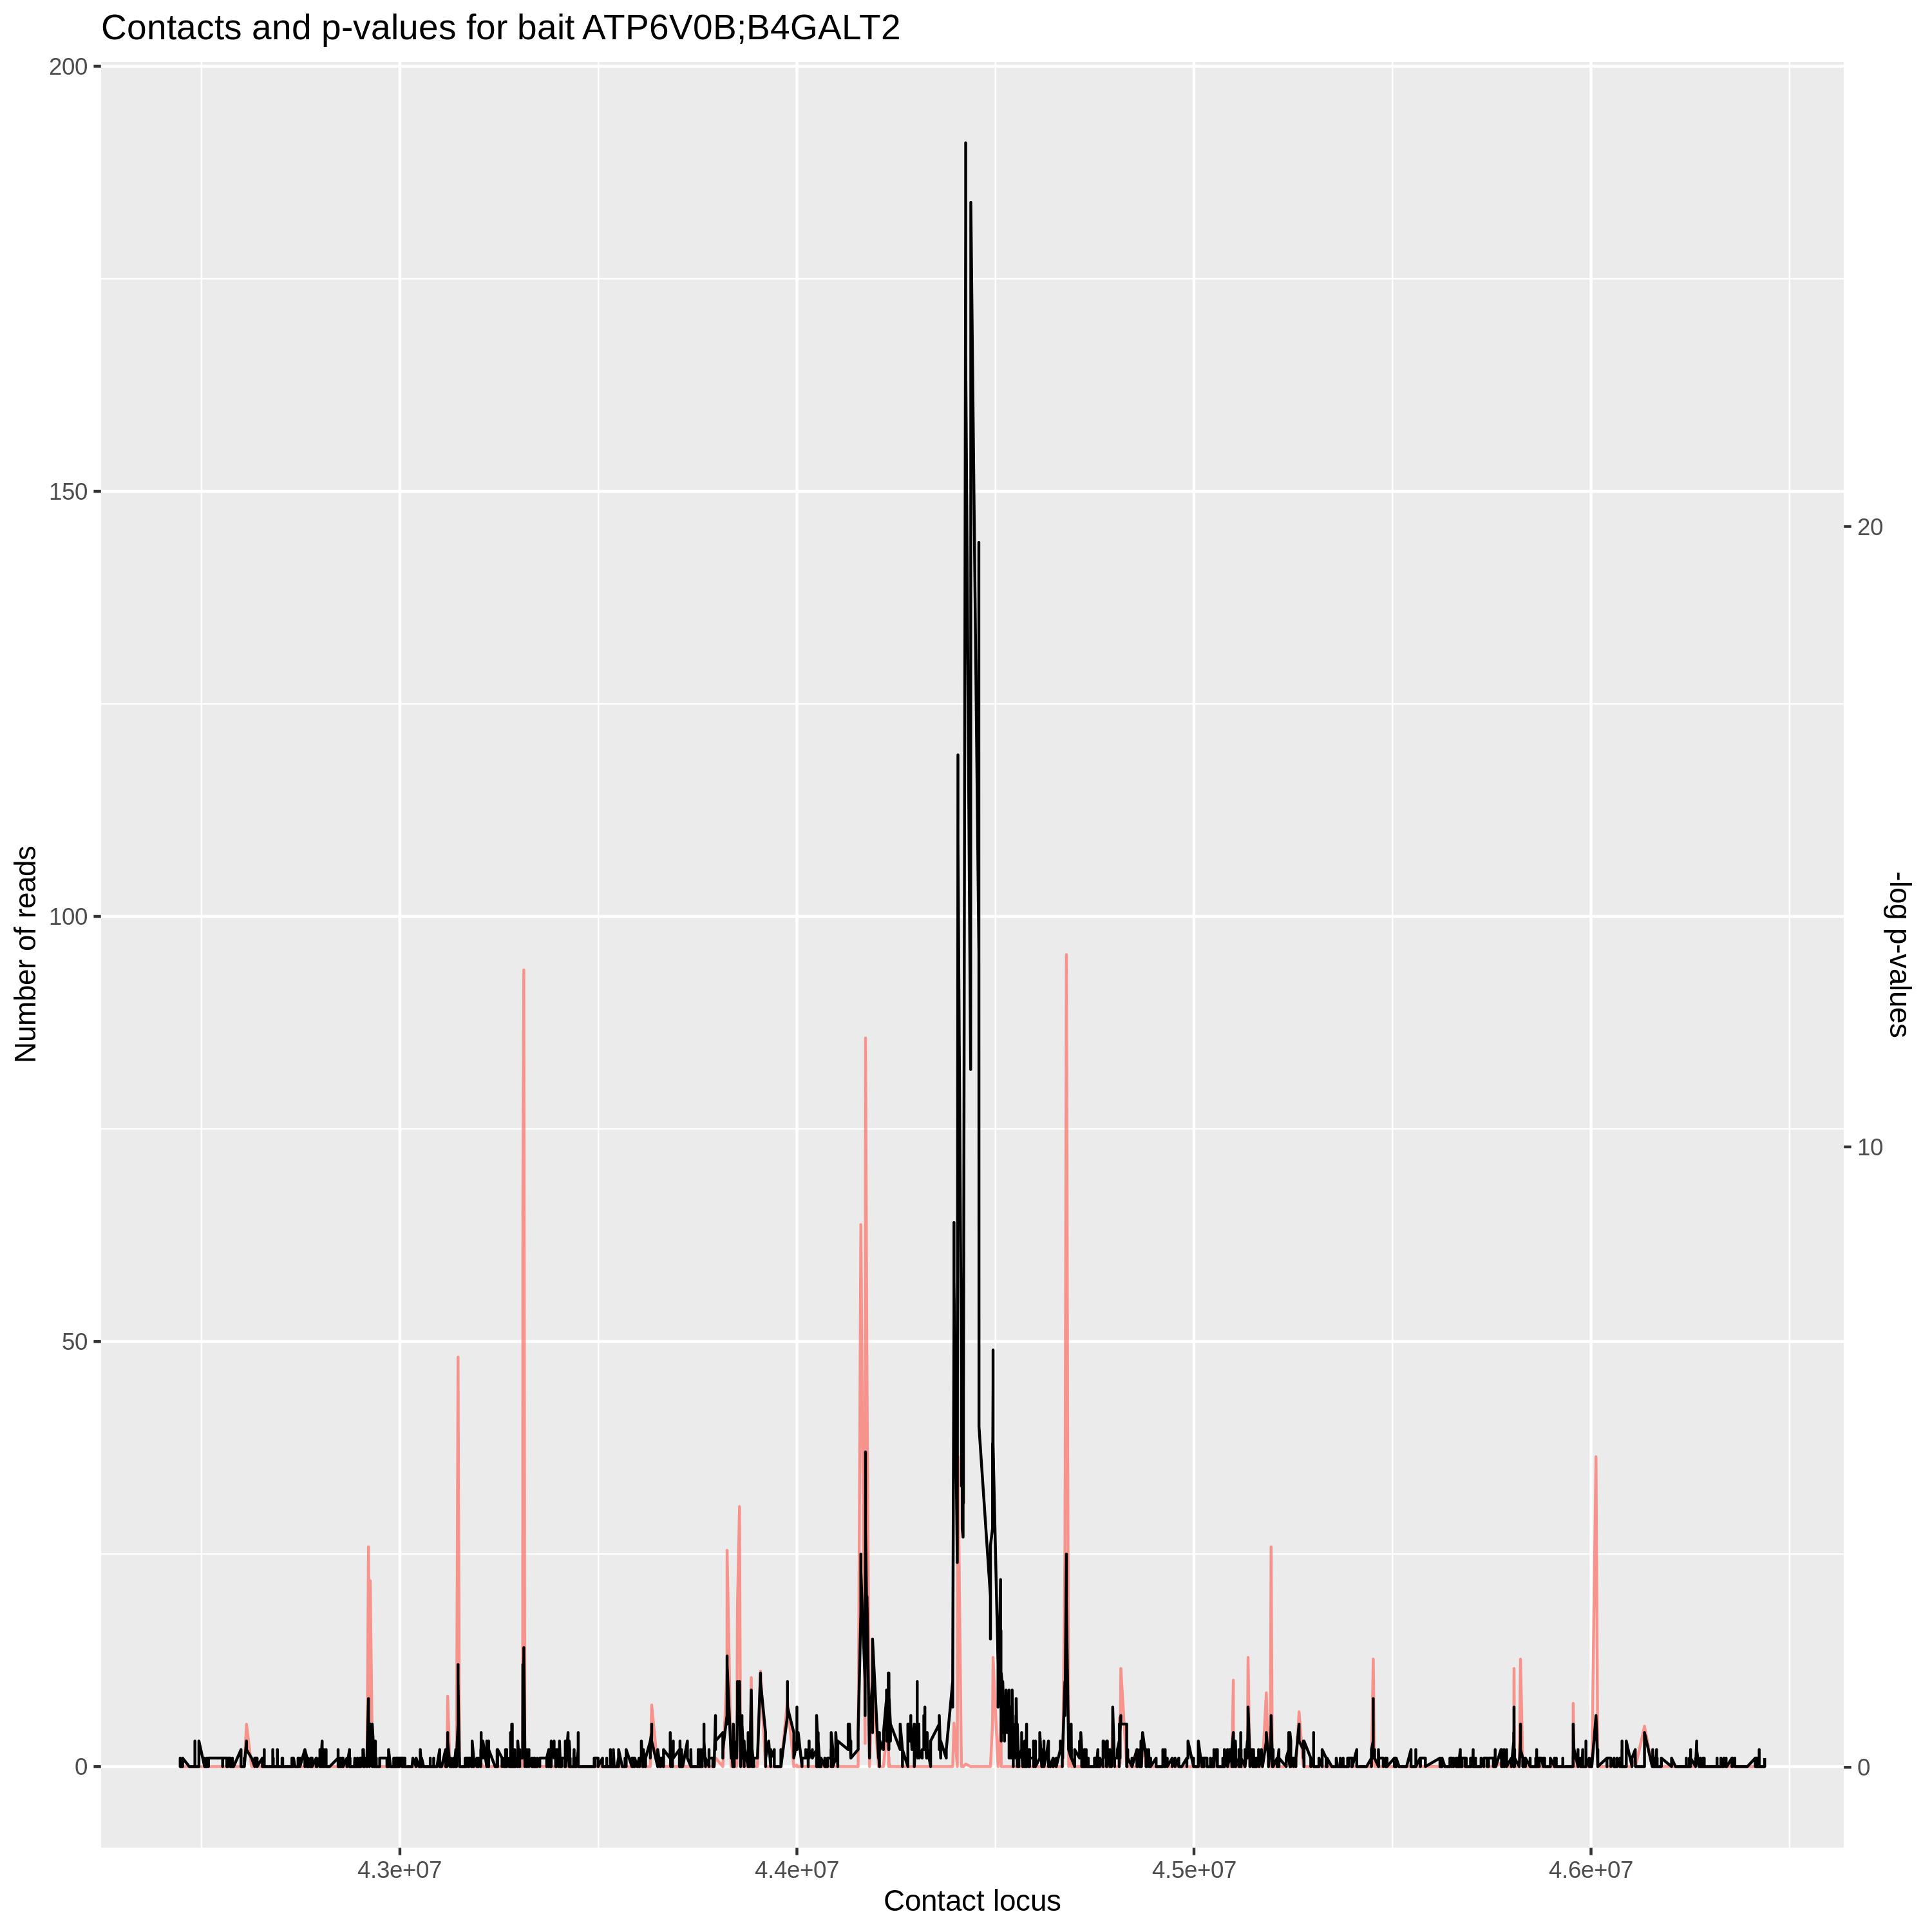 Contacts and p-values for bait ATP6V0B;B4GALT2
200
150
100
50
0
Number of reads
20
10
0
-log p-values
4.3e+07
4.4e+07
4.5e+07
4.6e+07
Contact locus